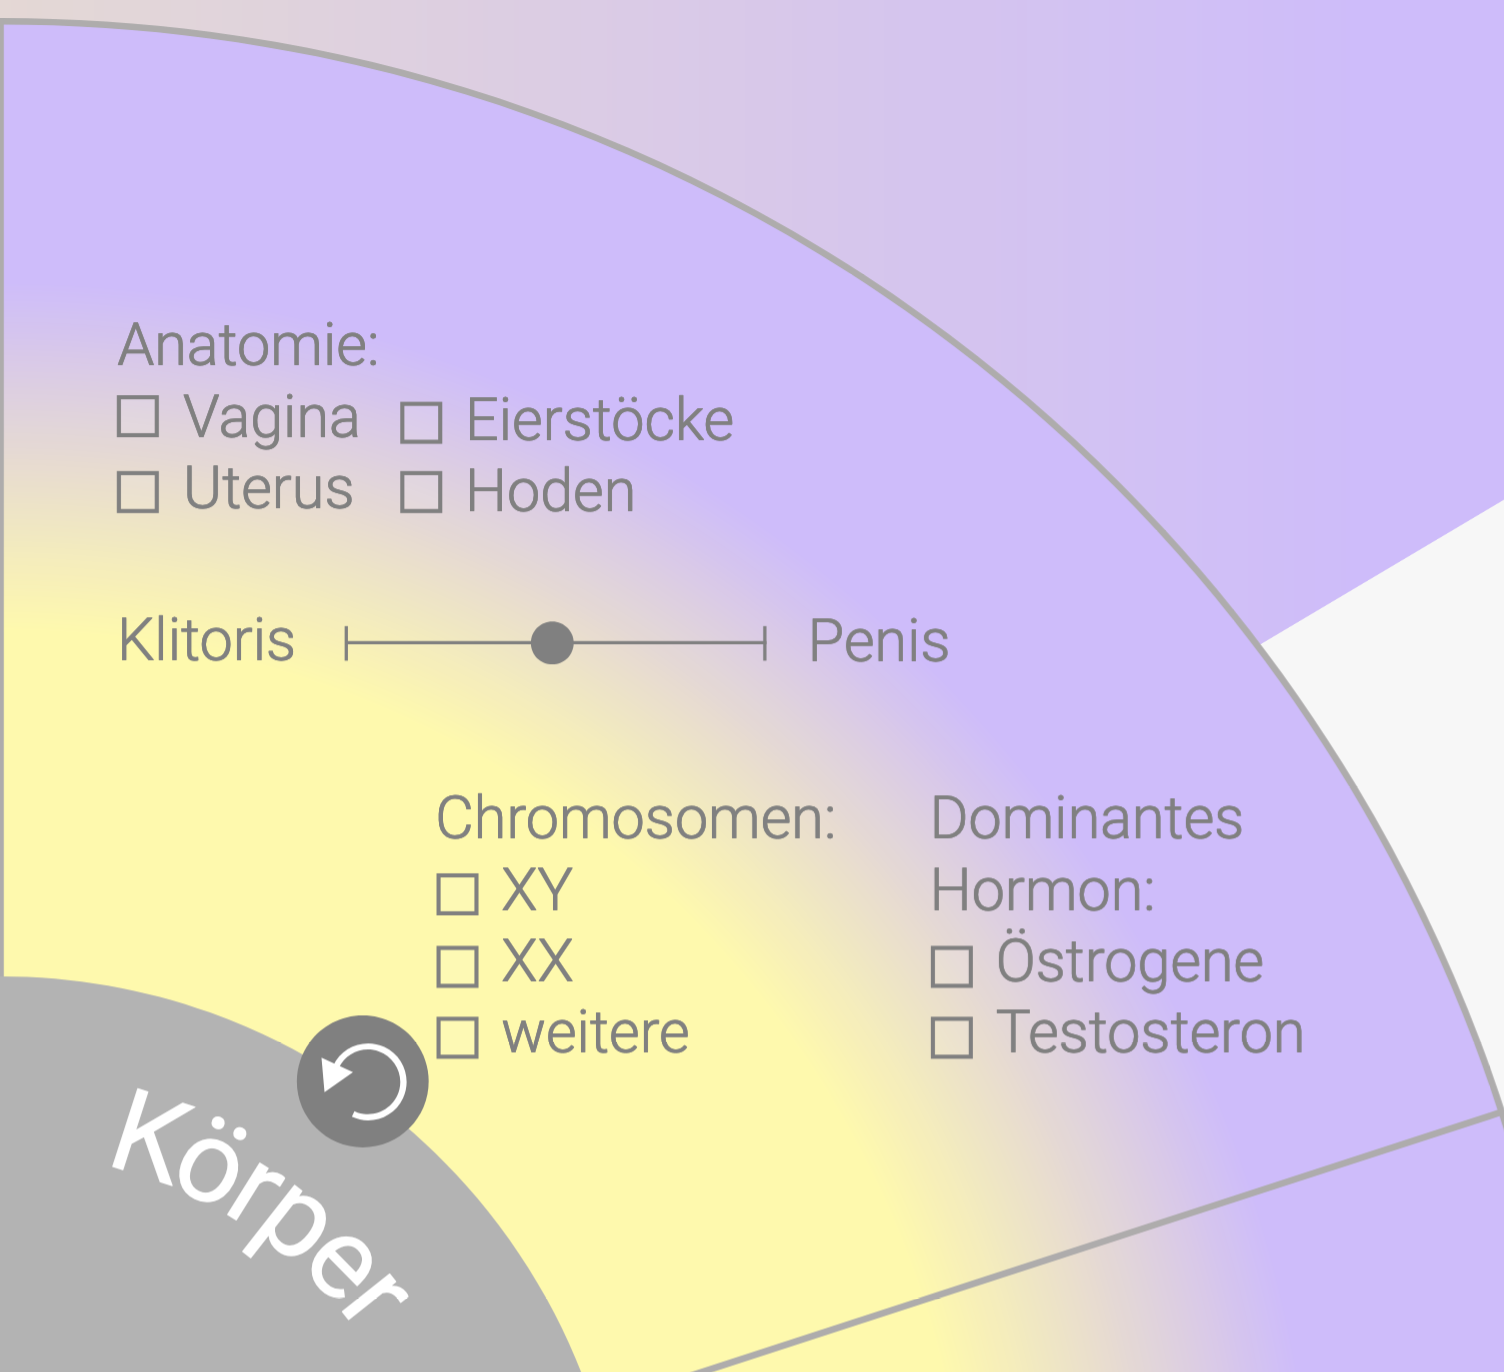 Anatomie:
☐ Vagina ☐ Eierstöcke
☐ Uterus ☐ Hoden
Klitoris Penis
Chromosomen:
☐ XY
☐ XX
☐ weitere
Dominantes
Hormon:
☐ Östrogene
☐ Testosteron
Körper